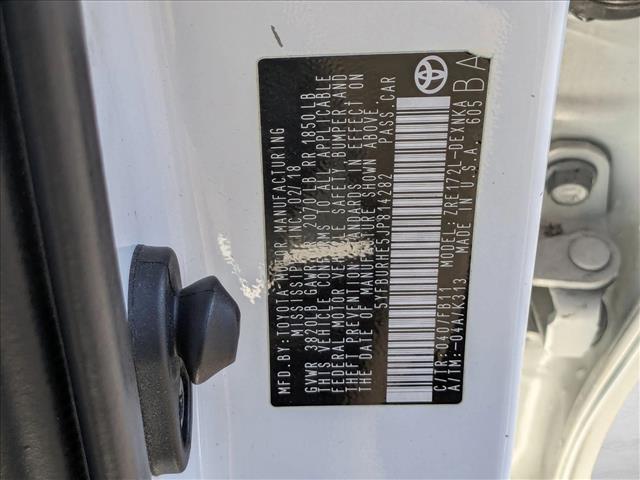 MFD.BY:TOYOTA MOTOR MANUFACTURING
MISSISSIPPI, INC. 02/18
GVWR 3820LB GAWR FR 2070 LB RR 1850LB
THIS VEHICLE CONFORMS TO ALL APPLICABLE
FEDERAL MOTOR VEHICLE SAFETY, BUMPER AND
THEFT PREVENTION STANDARDS IN EFFECT ON
THE DATE OF MANUFACTURE SHOWN ABOVE.
5YFBURHE5JP814282 PASS.CAR
C/TR:040/FB11 MODEL:ZRE172L-DEXNKA
A/TM:-04A/K313 MADE IN U.S.A. 605
BA